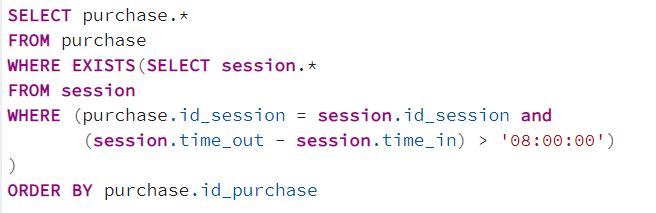 SELECT purchase.*
FROM purchase
WHERE EXISTS(SELECT session.*
FROM session
WHERE (purchase.id_session = session.id_session and
(session.time_out - session.time_in) > '08:00:00')
)
ORDER BY purchase.id_purchase